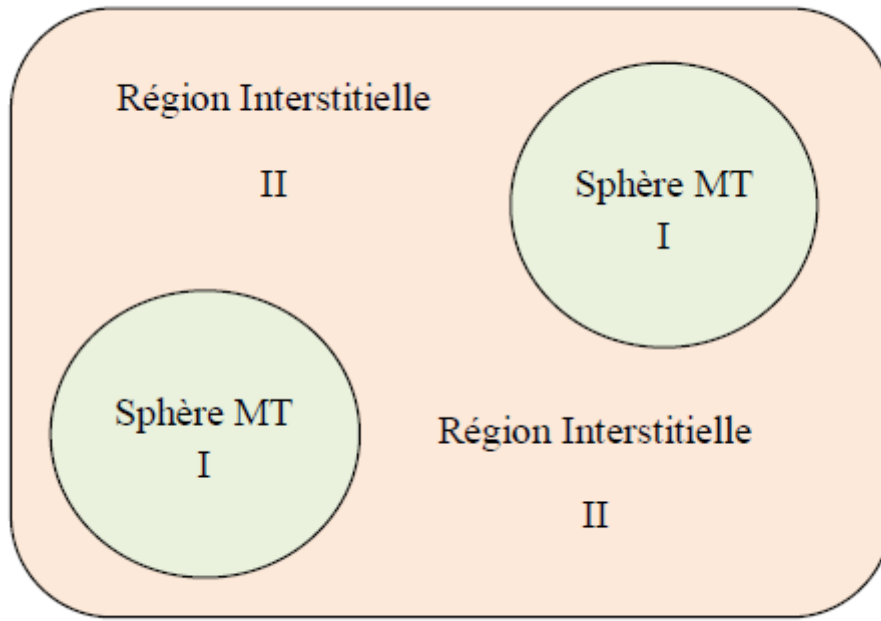 Région Interstitielle
II
Sphère MT
I
Sphère MT
I
Région Interstitielle
II